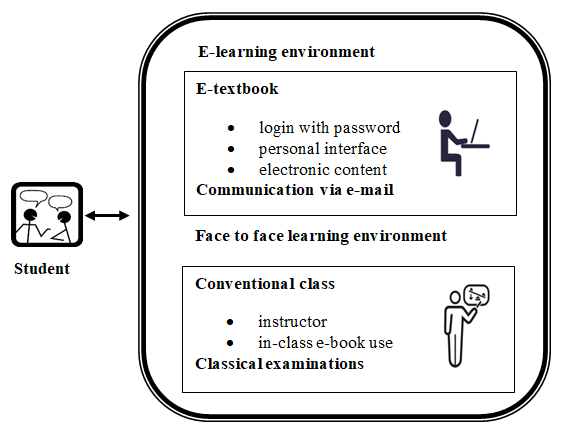 E-learning environment
E-textbook
• login with password
• personal interface
• electronic content
Communication via e-mail
Face to face learning environment
Student
Conventional class
• instructor
• in-class e-book use
Classical examinations